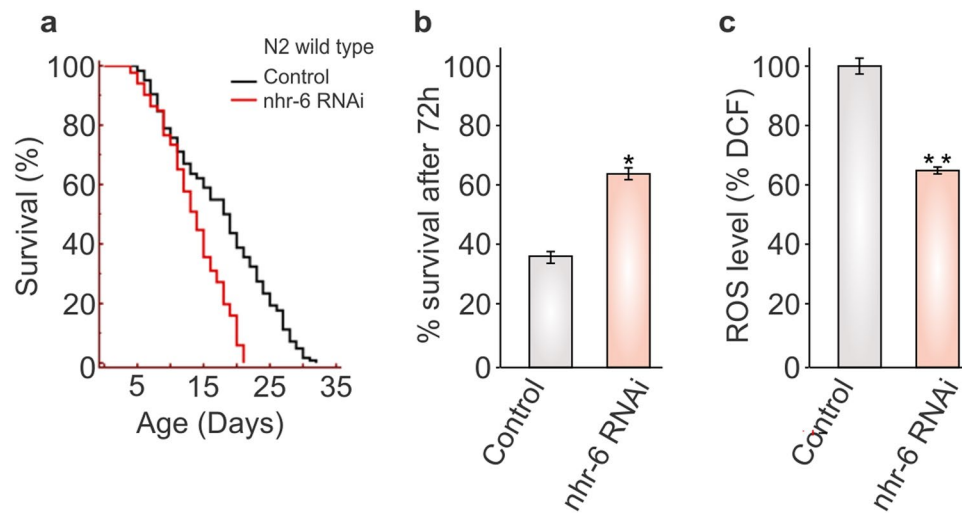 a
N2 wild type
Control
nhr-6 RNAi
Survival (%)
100
80
60
40
20
0
5 15 25 35
Age (Days)
b
% survival after 72h
100
80
60
40
20
0
*
Control
nhr-6 RNAi
c
ROS level (% DCF)
100
80
60
40
20
0
**
Control
nhr-6 RNAi